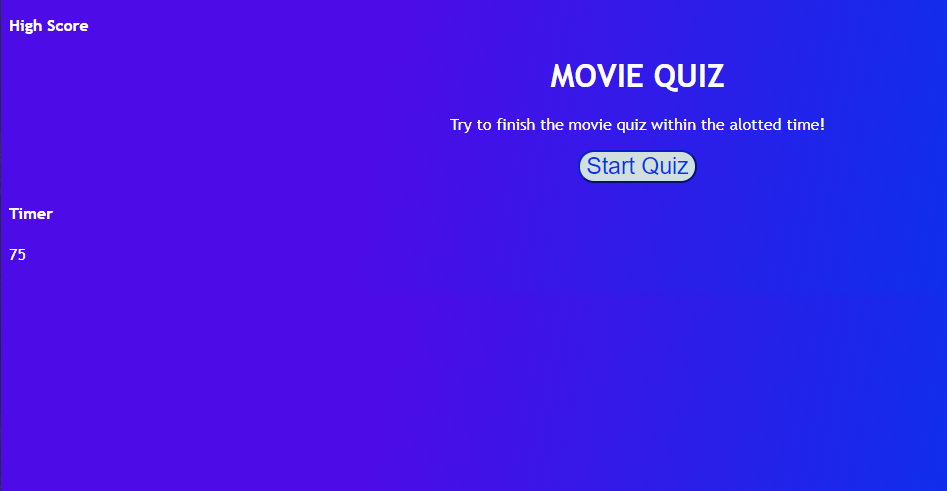 High Score
MOVIE QUIZ
Try to finish the movie quiz within the alotted time!
Start Quiz
Timer
75